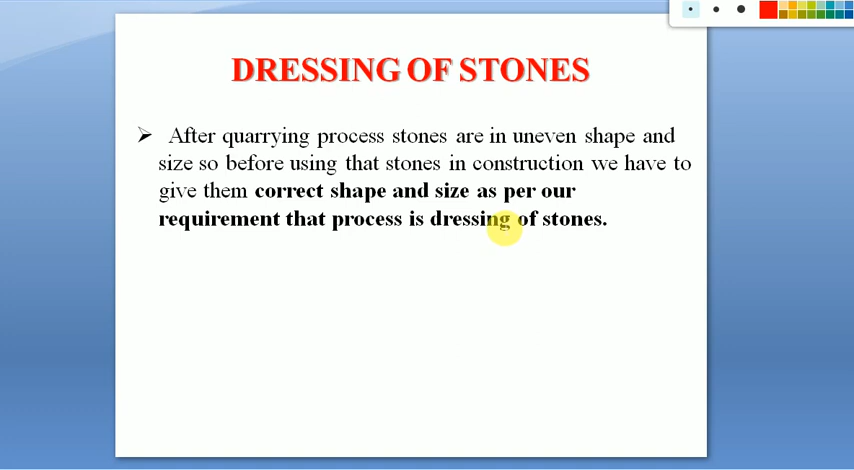 DRESSING OF STONES
➢ After quarrying process stones are in uneven shape and
size so before using that stones in construction we have to
give them correct shape and size as per our
requirement that process is dressing of stones.